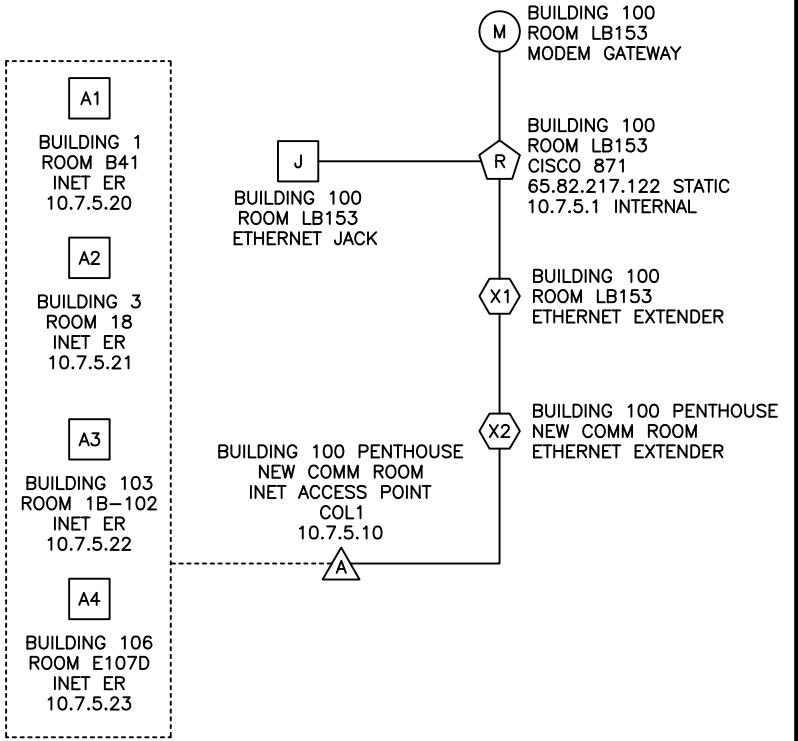 M
BUILDING 100
ROOM LB153
MODEM GATEWAY
A1
BUILDING 1
ROOM B41
INET ER
10.7.5.20
J
BUILDING 100
ROOM LB153
ETHERNET JACK
R
BUILDING 100
ROOM LB153
CISCO 871
65.82.217.122 STATIC
10.7.5.1 INTERNAL
A2
BUILDING 3
ROOM 18
INET ER
10.7.5.21
X1
BUILDING 100
ROOM LB153
ETHERNET EXTENDER
A3
BUILDING 103
ROOM 1B-102
INET ER
10.7.5.22
X2
BUILDING 100 PENTHOUSE
NEW COMM ROOM
ETHERNET EXTENDER
BUILDING 100 PENTHOUSE
NEW COMM ROOM
INET ACCESS POINT
COL1
10.7.5.10
A
A4
BUILDING 106
ROOM E107D
INET ER
10.7.5.23